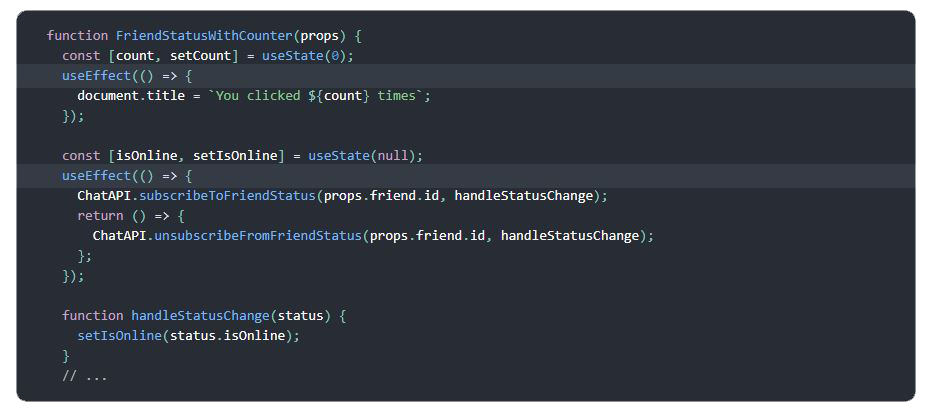 function FriendStatusWithCounter(props) {
  const [count, setCount] = useState(0);
  useEffect(() => {
    document.title = `You clicked ${count} times`;
  });

  const [isOnline, setIsOnline] = useState(null);
  useEffect(() => {
    ChatAPI.subscribeToFriendStatus(props.friend.id, handleStatusChange);
    return () => {
      ChatAPI.unsubscribeFromFriendStatus(props.friend.id, handleStatusChange);
    };
  });

  function handleStatusChange(status) {
    setIsOnline(status.isOnline);
  }
  // ...